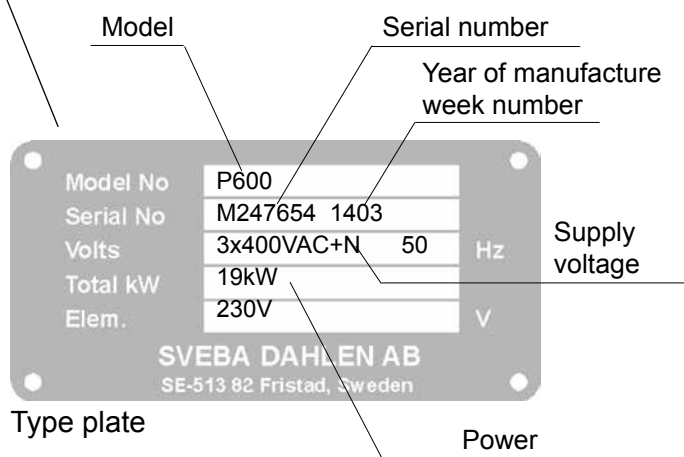 Model
Serial number
Year of manufacture
week number
Model No P600
Serial No M247654 1403
Volts 3x400VAC+N 50 Hz
Total kW 19kW
Elem. 230V V
Supply
voltage
SVEBA DAHLEN AB
SE-513 82 Fristad, Sweden
Type plate
Power